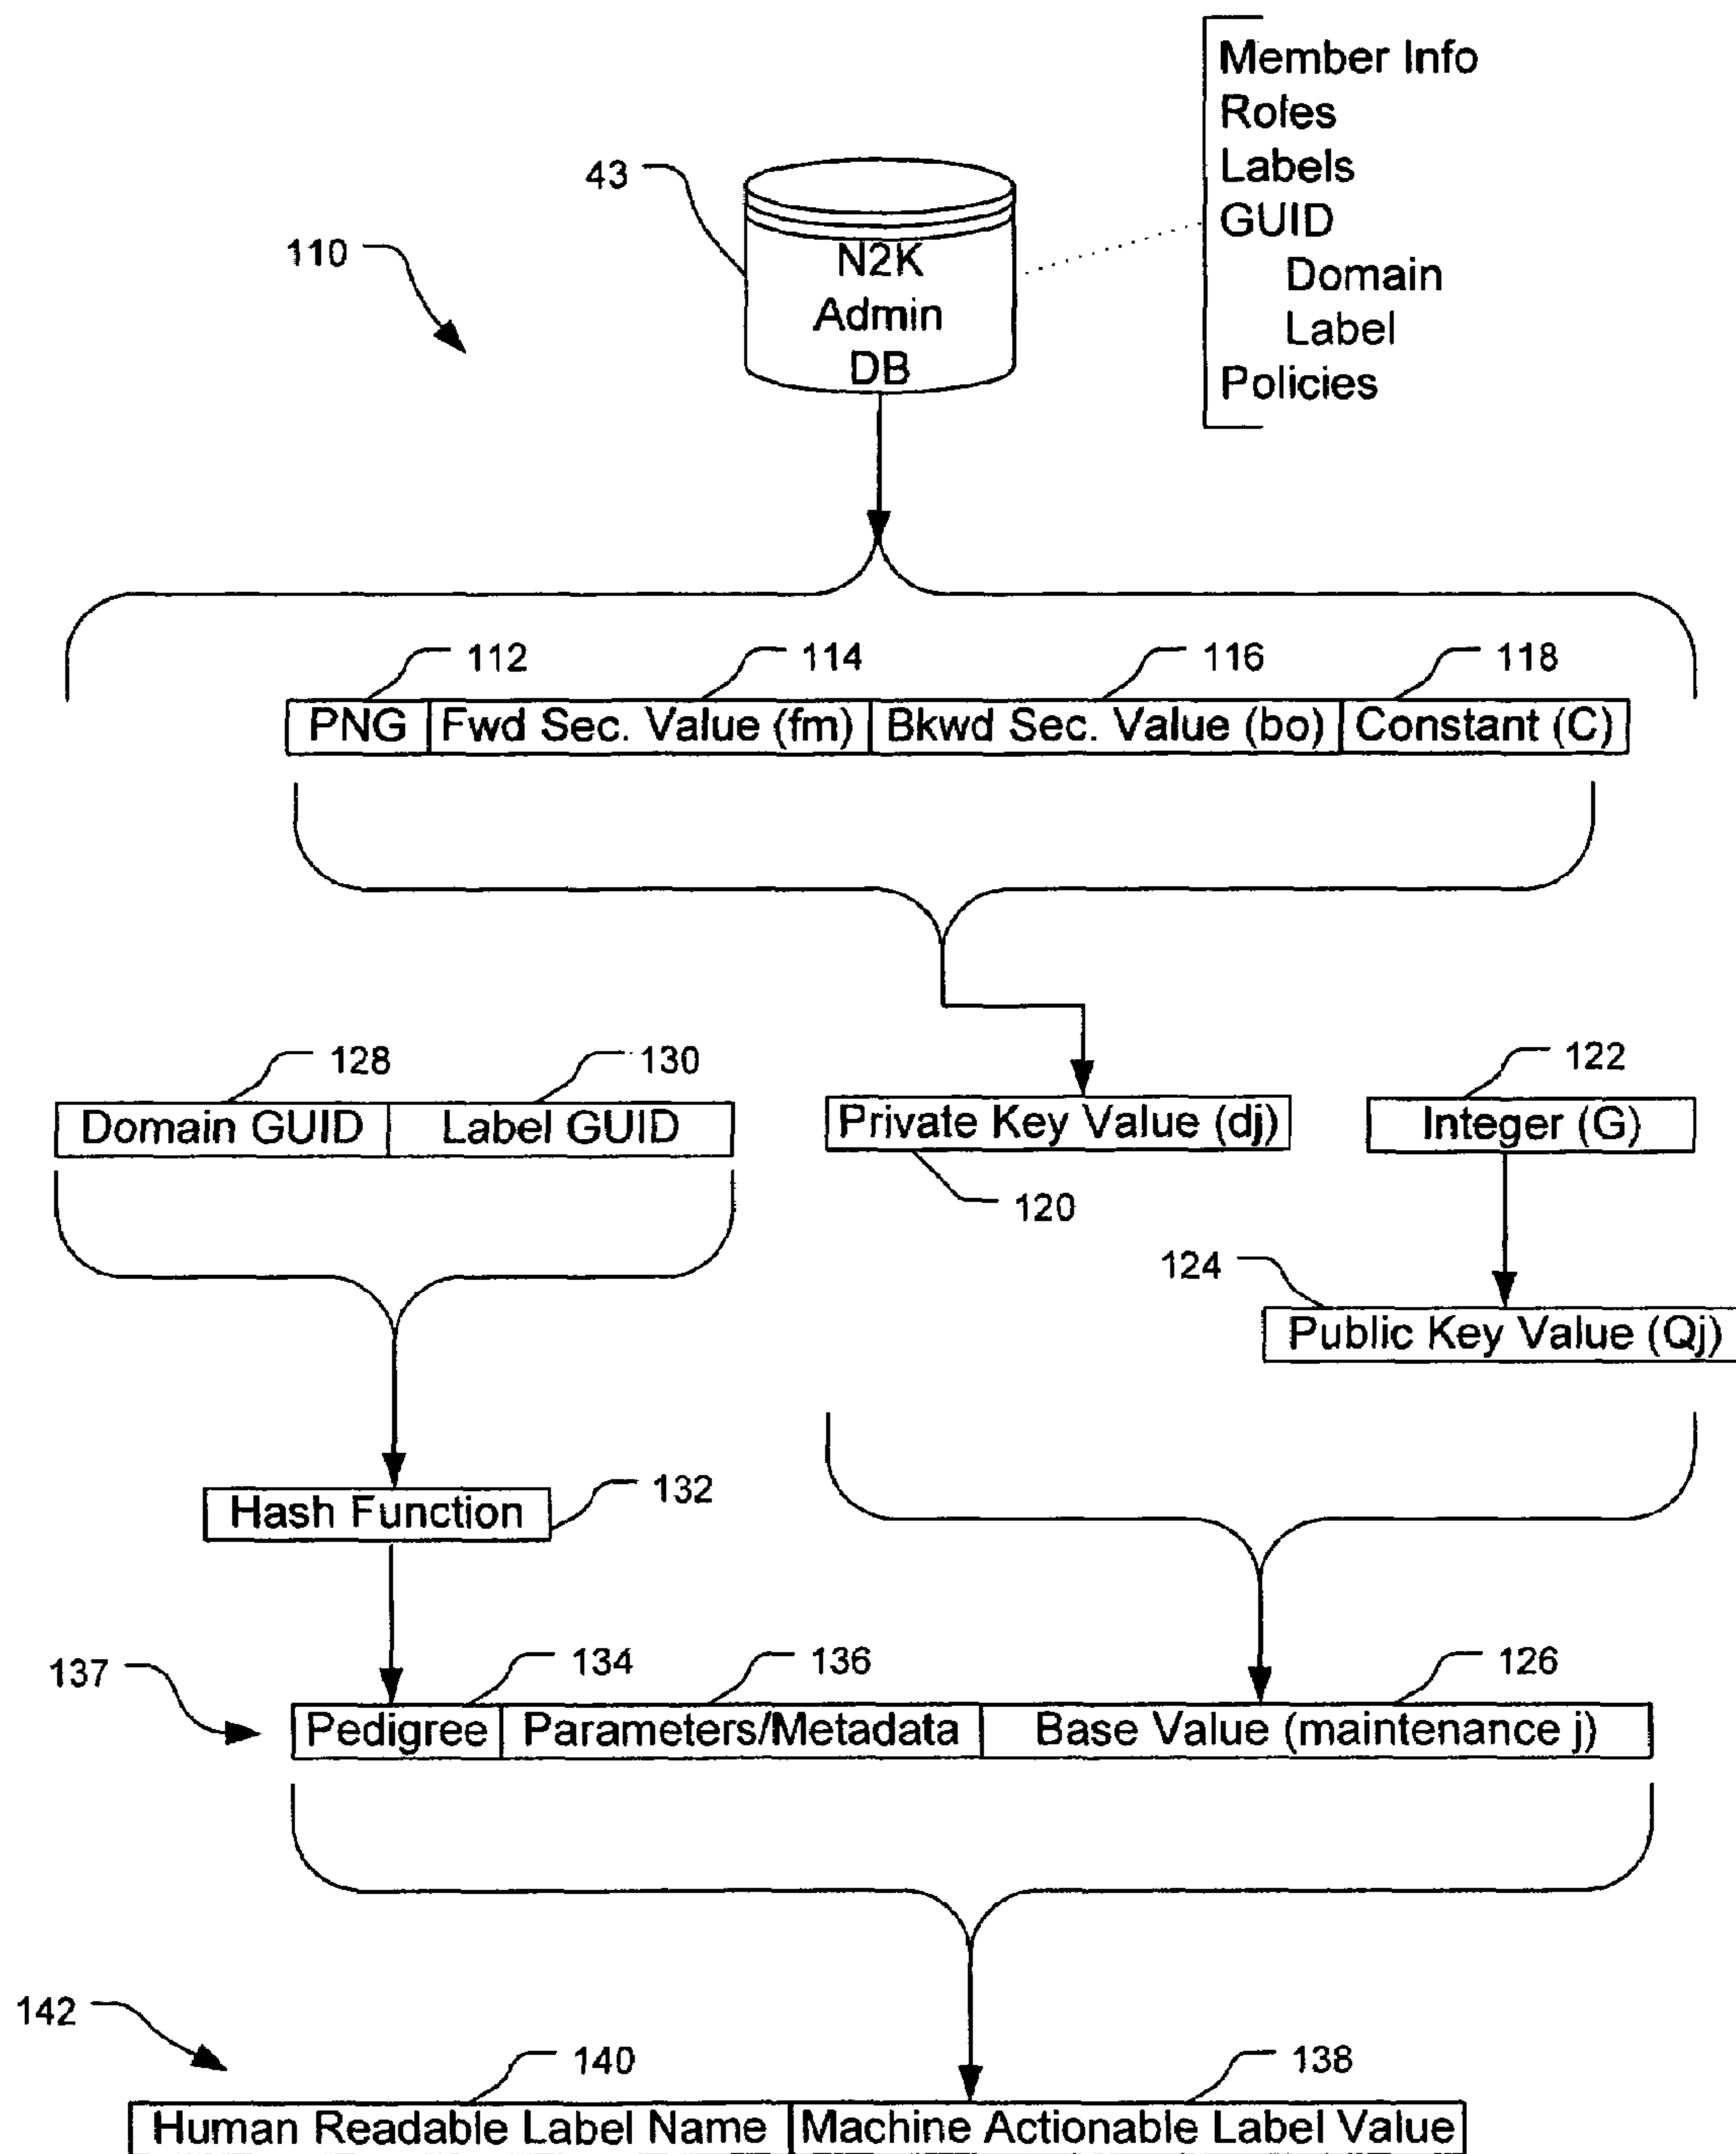 Member Info
Roles
Labels
GUID
Domain
Label
Policies
43
110
N2K
Admin
DB
112
114
116
118
PNG
Fwd Sec. Value (fm)
Bkwd Sec. Value (bo)
Constant (C)
128
130
122
Domain GUID
Label GUID
Private Key Value (dj)
Integer (G)
120
124
Public Key Value (Qj)
Hash Function
132
137
134
136
126
Pedigree
Parameters/Metadata
Base Value (maintenance j)
142
140
138
Human Readable Label Name
Machine Actionable Label Value